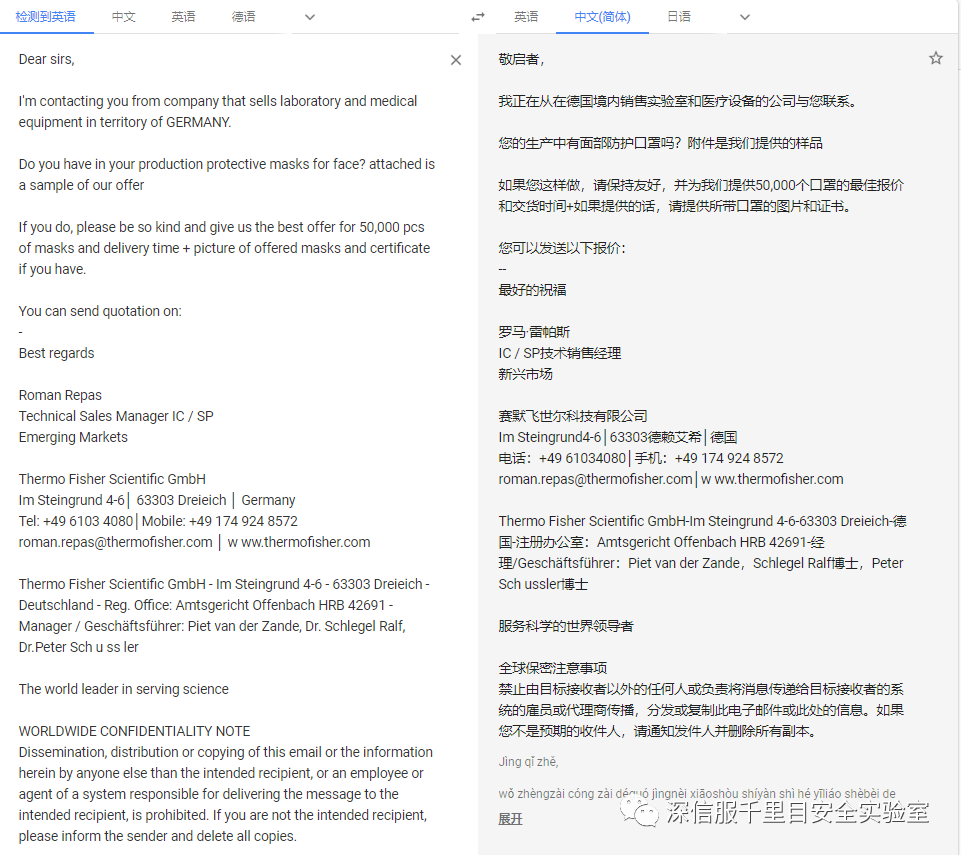 检测到英语 中文 英语 德语
英语 中文(简体) 日语
Dear sirs,
I'm contacting you from company that sells laboratory and medical
equipment in territory of GERMANY.
Do you have in your production protective masks for face? attached is
a sample of our offer
If you do, please be so kind and give us the best offer for 50,000 pcs
of masks and delivery time + picture of offered masks and certificate
if you have.
You can send quotation on:
-
Best regards
Roman Repas
Technical Sales Manager IC / SP
Emerging Markets
Thermo Fisher Scientific GmbH
Im Steingrund 4-6│ 63303 Dreieich │ Germany
Tel: +49 6103 4080│Mobile: +49 174 924 8572
roman.repas@thermofisher.com │ w ww.thermofisher.com
Thermo Fisher Scientific GmbH - Im Steingrund 4-6 - 63303 Dreieich -
Deutschland - Reg. Office: Amtsgericht Offenbach HRB 42691 -
Manager / Geschäftsführer: Piet van der Zande, Dr. Schlegel Ralf,
Dr.Peter Sch u ss ler
The world leader in serving science
WORLDWIDE CONFIDENTIALITY NOTE
Dissemination, distribution or copying of this email or the information
herein by anyone else than the intended recipient, or an employee or
agent of a system responsible for delivering the message to the
intended recipient, is prohibited. If you are not the intended recipient,
please inform the sender and delete all copies.
敬启者，
我正在从在德国境内销售实验室和医疗设备的公司与您联系。
您的生产中有面部防护口罩吗？附件是我们提供的样品
如果您这样做，请保持友好，并为我们提供50,000个口罩的最佳报价
和交货时间+如果提供的话，请提供所带口罩的图片和证书。
您可以发送以下报价：
--
最好的祝福
罗马·雷帕斯
IC / SP技术销售经理
新兴市场
赛默飞世尔科技有限公司
Im Steingrund4-6│63303德赖艾希│德国
电话：+49 61034080│手机：+49 174 924 8572
roman.repas@thermofisher.com│w ww.thermofisher.com
Thermo Fisher Scientific GmbH-Im Steingrund 4-6-63303 Dreieich-德
国-注册办公室：Amtsgericht Offenbach HRB 42691-经
理/Geschäftsführer：Piet van der Zande，Schlegel Ralf博士，Peter
Sch ussler博士
服务科学的世界领导者
全球保密注意事项
禁止由目标接收者以外的任何人或负责将消息传递给目标接收者的系
统的雇员或代理商传播，分发或复制此电子邮件或此处的信息。如果
您不是预期的收件人，请通知发件人并删除所有副本。
Jìng qǐ zhě,
wǒ zhèngzài cóng zài déguó jìngnèi xiāoshòu shíyàn shì hé yīliáo shèbèi de
展开
深信服千里目安全实验室